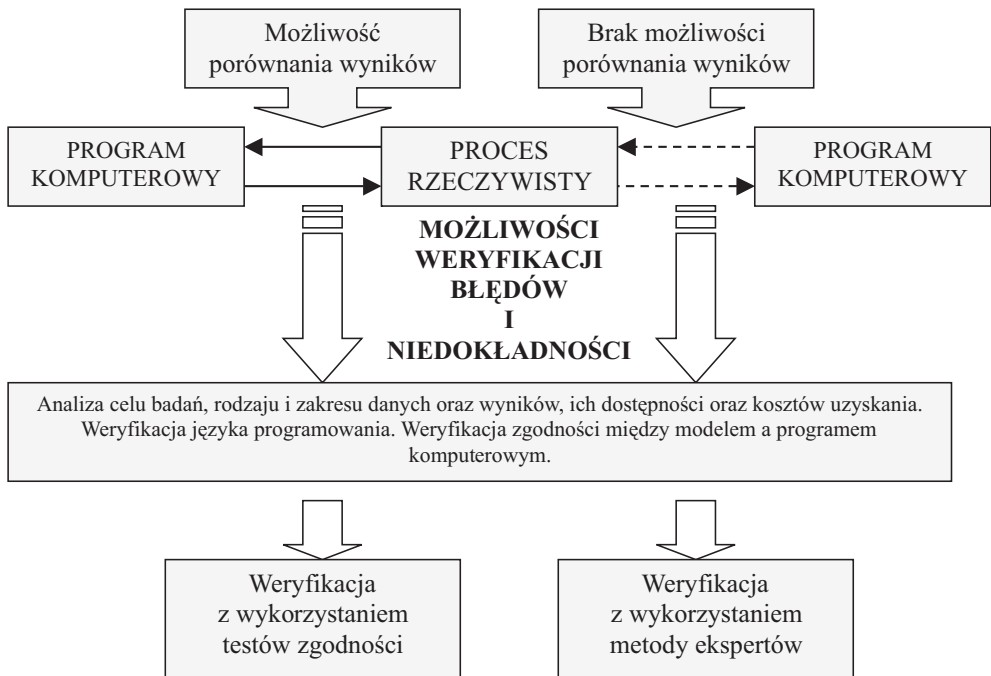 Możliwość
porównania wyników
Brak możliwości
porównania wyników
PROGRAM
KOMPUTEROWY
PROCES
RZECZYWISTY
PROGRAM
KOMPUTEROWY
MOŻLIWOŚCI
WERYFIKACJI
BŁĘDÓW
I
NIEDOKŁADNOŚCI
Analiza celu badań, rodzaju i zakresu danych oraz wyników, ich dostępności oraz kosztów uzyskania.
Weryfikacja języka programowania. Weryfikacja zgodności między modelem a programem
komputerowym.
Weryfikacja
z wykorzystaniem
testów zgodności
Weryfikacja
z wykorzystaniem
metody ekspertów